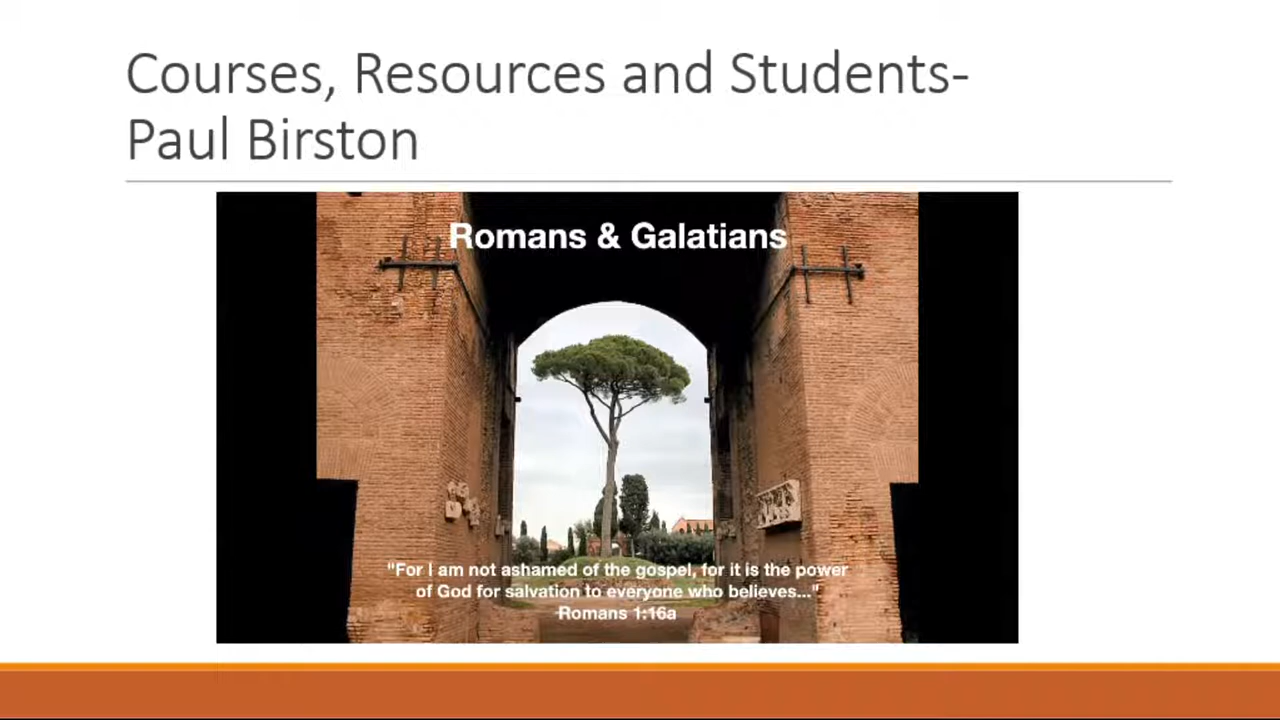 Courses, Resources and Students-
Paul Birston
Romans & Galatians
"For I am not ashamed of the gospel, for it is the power
of God for salvation to everyone who believes..."
-Romans 1:16a